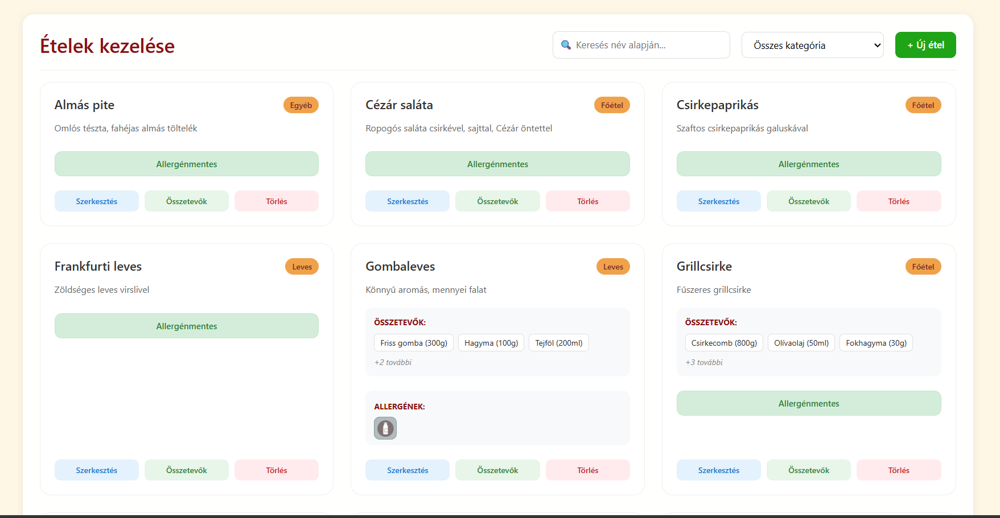 Ételek kezelése
Keresés név alapján...
Összes kategória
+ Új étel
Almás pite
Egyéb
Omlós tészta, fahéjas almás töltelék
Allergénmentes
Szerkesztés
Összetevők
Törlés
Cézár saláta
Főétel
Ropogós saláta csirkével, sajttal, Cézár öntettel
Allergénmentes
Szerkesztés
Összetevők
Törlés
Csirkepaprikás
Főétel
Szaftos csirkepaprikás galuskával
Allergénmentes
Szerkesztés
Összetevők
Törlés
Frankfurti leves
Leves
Zöldséges leves virslivel
Allergénmentes
Szerkesztés
Összetevők
Törlés
Gombaleves
Leves
Könnyű aromás, mennyei falat
ÖSSZETEVŐK:
Friss gomba (300g)
Hagyma (100g)
Tejföl (200ml)
+2 további
ALLERGÉNEK:
Szerkesztés
Összetevők
Törlés
Grillcsirke
Főétel
Fűszeres grillcsirke
ÖSSZETEVŐK:
Csirkecomb (800g)
Olívaolaj (50ml)
Fokhagyma (30g)
+3 további
Allergénmentes
Szerkesztés
Összetevők
Törlés